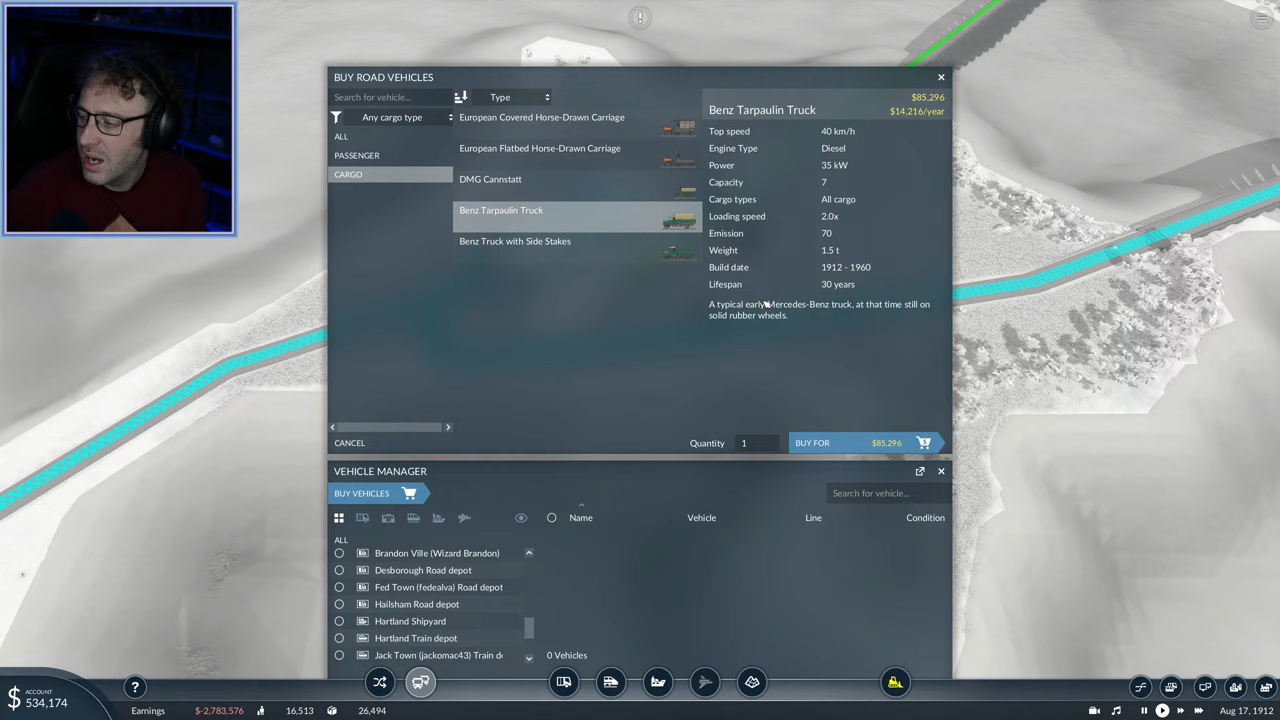 BUY ROAD VEHICLES
Search for vehicle...
Type
Any cargo type
ALL
PASSENGER
CARGO
European Covered Horse-Drawn Carriage
European Flatbed Horse-Drawn Carriage
DMG Cannstatt
Benz Tarpaulin Truck
Benz Truck with Side Stakes
$85,296
Benz Tarpaulin Truck
$14,216/year
Top speed 40 km/h
Engine Type Diesel
Power 35 kW
Capacity 7
Cargo types All cargo
Loading speed 2.0x
Emission 70
Weight 1.5 t
Build date 1912 - 1960
Lifespan 30 years
A typical early Mercedes-Benz truck, at that time still on
solid rubber wheels.
CANCEL
Quantity 1
BUY FOR $85,296
VEHICLE MANAGER
BUY VEHICLES
Search for vehicle...
Name Vehicle Line Condition
ALL
Brandon Ville (Wizard Brandon)
Desborough Road depot
Fed Town (fedealva) Road depot
Hailsham Road depot
Hartland Shipyard
Hartland Train depot
Jack Town (jackomac43) Train de
0 Vehicles
$ ACCOUNT
534,174
?
Earnings $-2,783,576 16,513 26,494
Aug 17, 1912